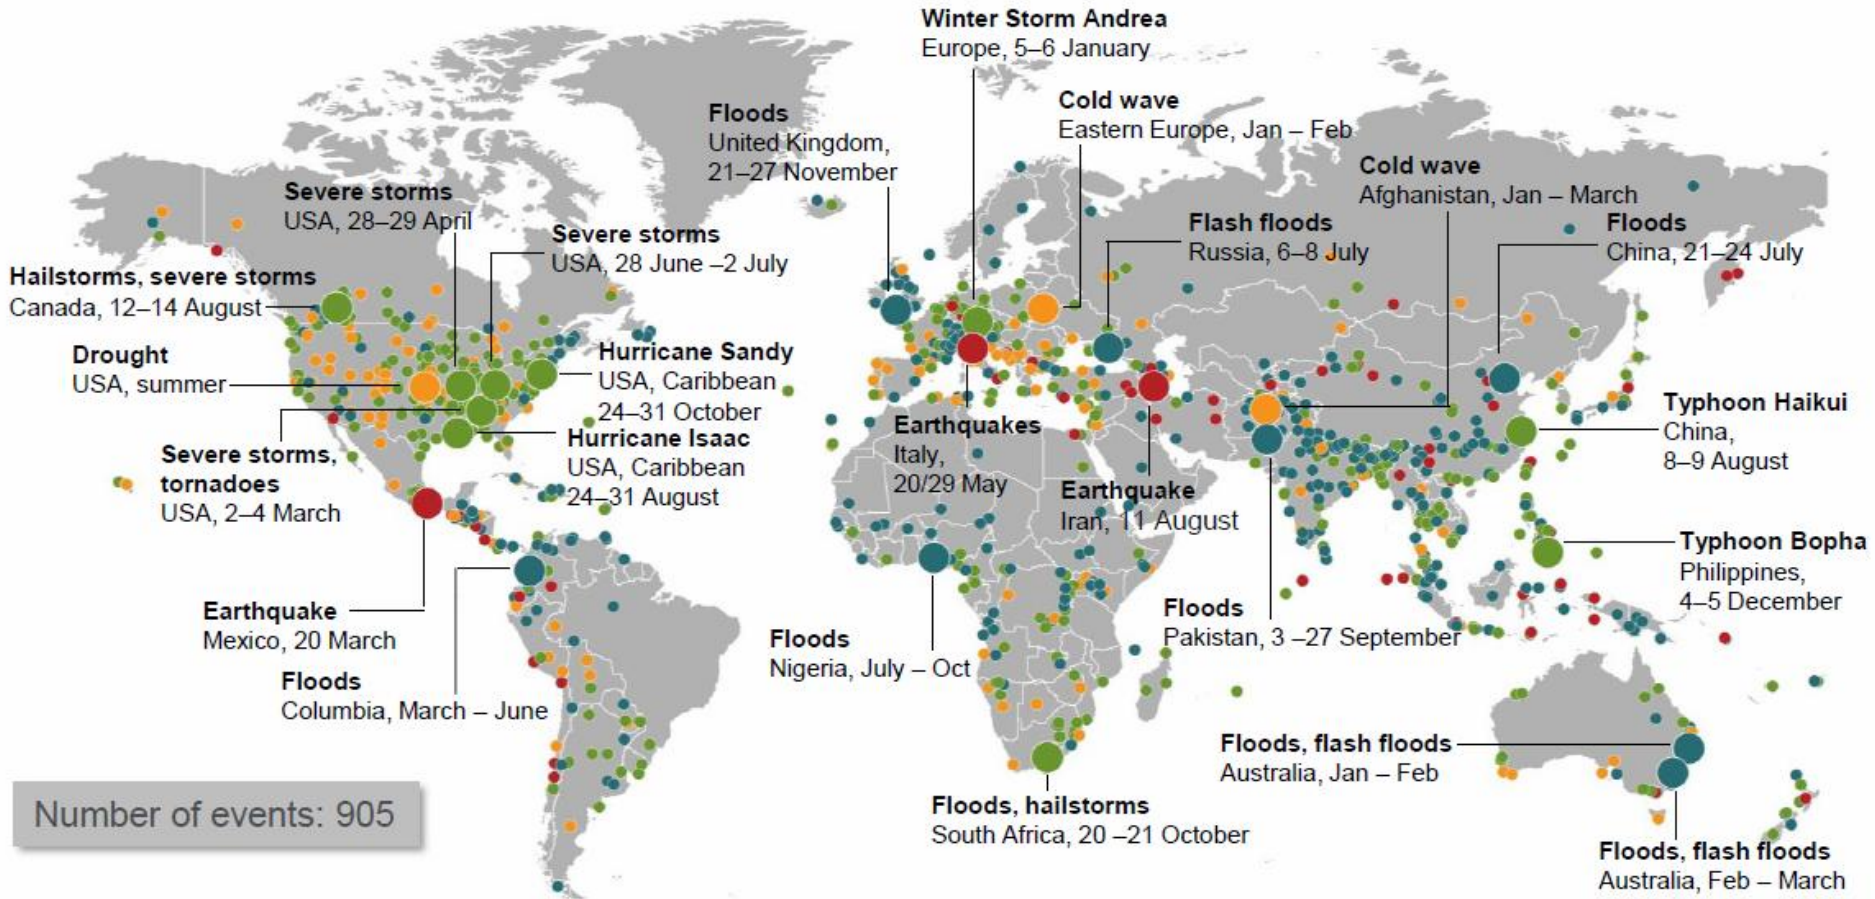 Winter Storm Andrea
Europe, 5–6 January
Floods
United Kingdom,
21–27 November
Cold wave
Eastern Europe, Jan – Feb
Cold wave
Afghanistan, Jan – March
Severe storms
USA, 28–29 April
Severe storms
USA, 28 June –2 July
Flash floods
Russia, 6–8 July
Floods
China, 21–24 July
Hailstorms, severe storms
Canada, 12–14 August
Drought
USA, summer
Hurricane Sandy
USA, Caribbean
24–31 October
Hurricane Isaac
USA, Caribbean
24–31 August
Severe storms,
tornadoes
USA, 2–4 March
Earthquakes
Italy,
20/29 May
Earthquake
Iran, 11 August
Typhoon Haikui
China,
8–9 August
Typhoon Bopha
Philippines,
4–5 December
Earthquake
Mexico, 20 March
Floods
Columbia, March – June
Floods
Nigeria, July – Oct
Floods
Pakistan, 3 –27 September
Floods, hailstorms
South Africa, 20 –21 October
Floods, flash floods
Australia, Jan – Feb
Floods, flash floods
Australia, Feb – March
Number of events: 905